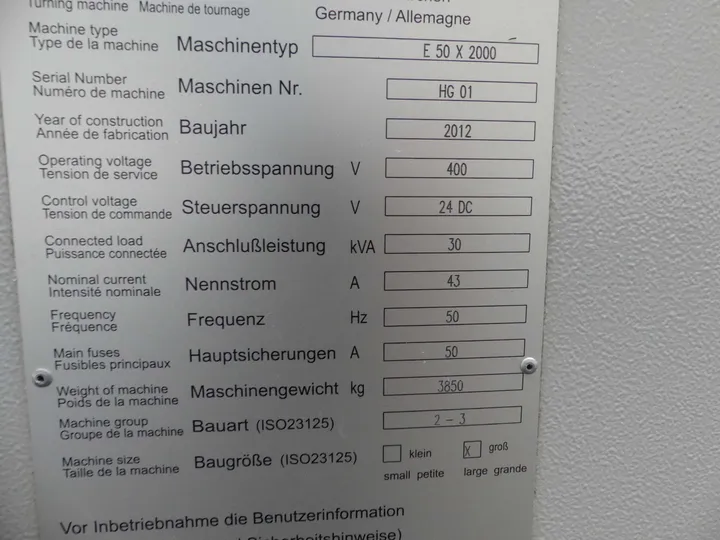 Turning machine Machine de tournage
Germany / Allemagne
Machine type
Type de la machine Maschinentyp E 50 X 2000
Serial Number
Numéro de machine Maschinen Nr. HG 01
Year of construction
Année de fabrication Baujahr 2012
Operating voltage
Tension de service Betriebsspannung V 400
Control voltage
Tension de commande Steuerspannung V 24 DC
Connected load
Puissance connectée Anschlußleistung kVA 30
Nominal current
Intensité nominale Nennstrom A 43
Frequency
Fréquence Frequenz Hz 50
Main fuses
Fusibles principaux Hauptsicherungen A 50
Weight of machine
Poids de la machine Maschinengewicht kg 3850
Machine group
Groupe de la machine Bauart (ISO23125) 2 - 3
Machine size
Taille de la machine Baugröße (ISO23125) klein X groß
small petite large grande
Vor Inbetriebnahme die Benutzerinformation
Sicherheitshinweise)